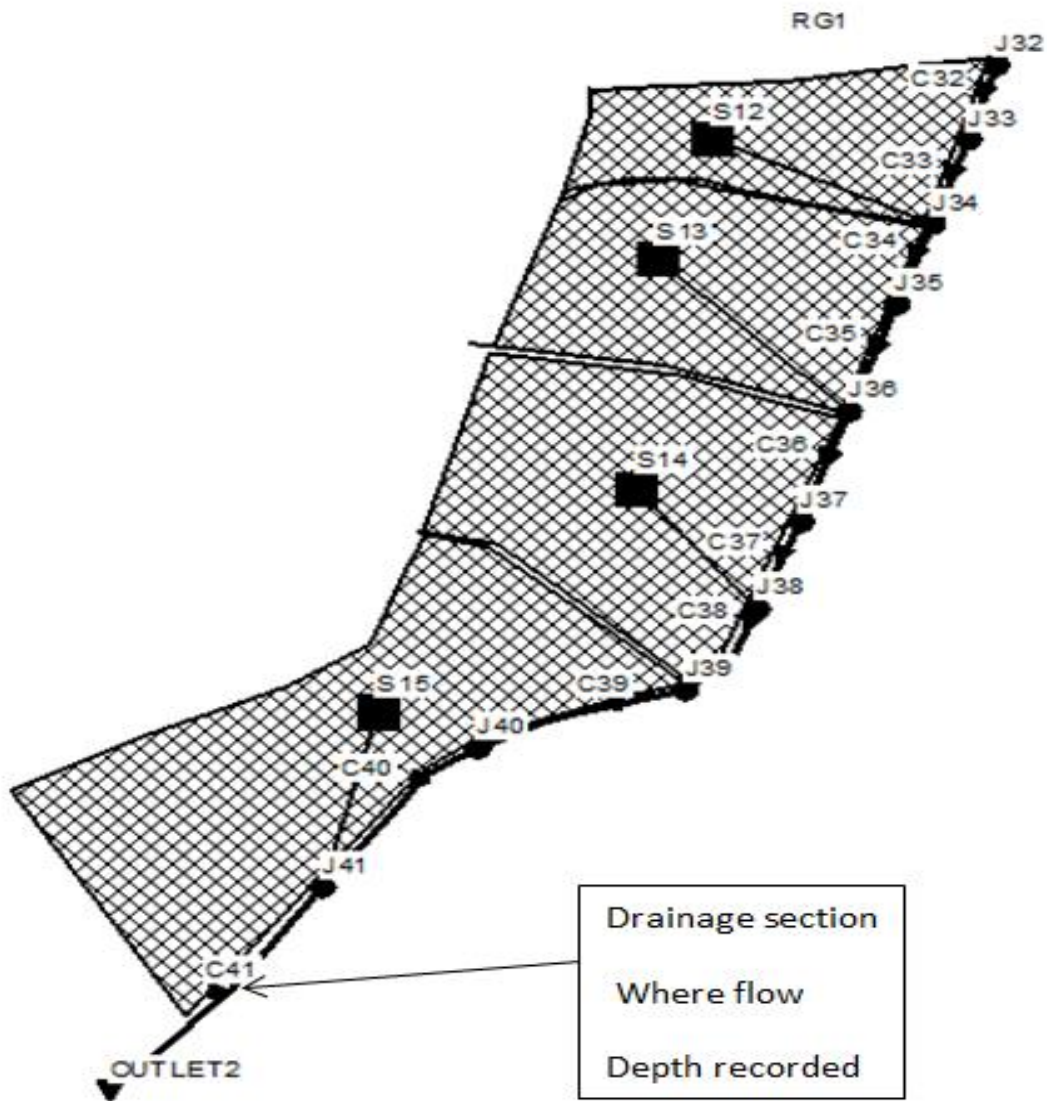 RG1
J32
C32
S12
J33
C33
J34
S13
C34
J35
C35
J36
C36
S14
J37
C37
J38
C38
J39
C39
S15
J40
C40
J41
Drainage section
Where flow
Depth recorded
C41
OUTLET2